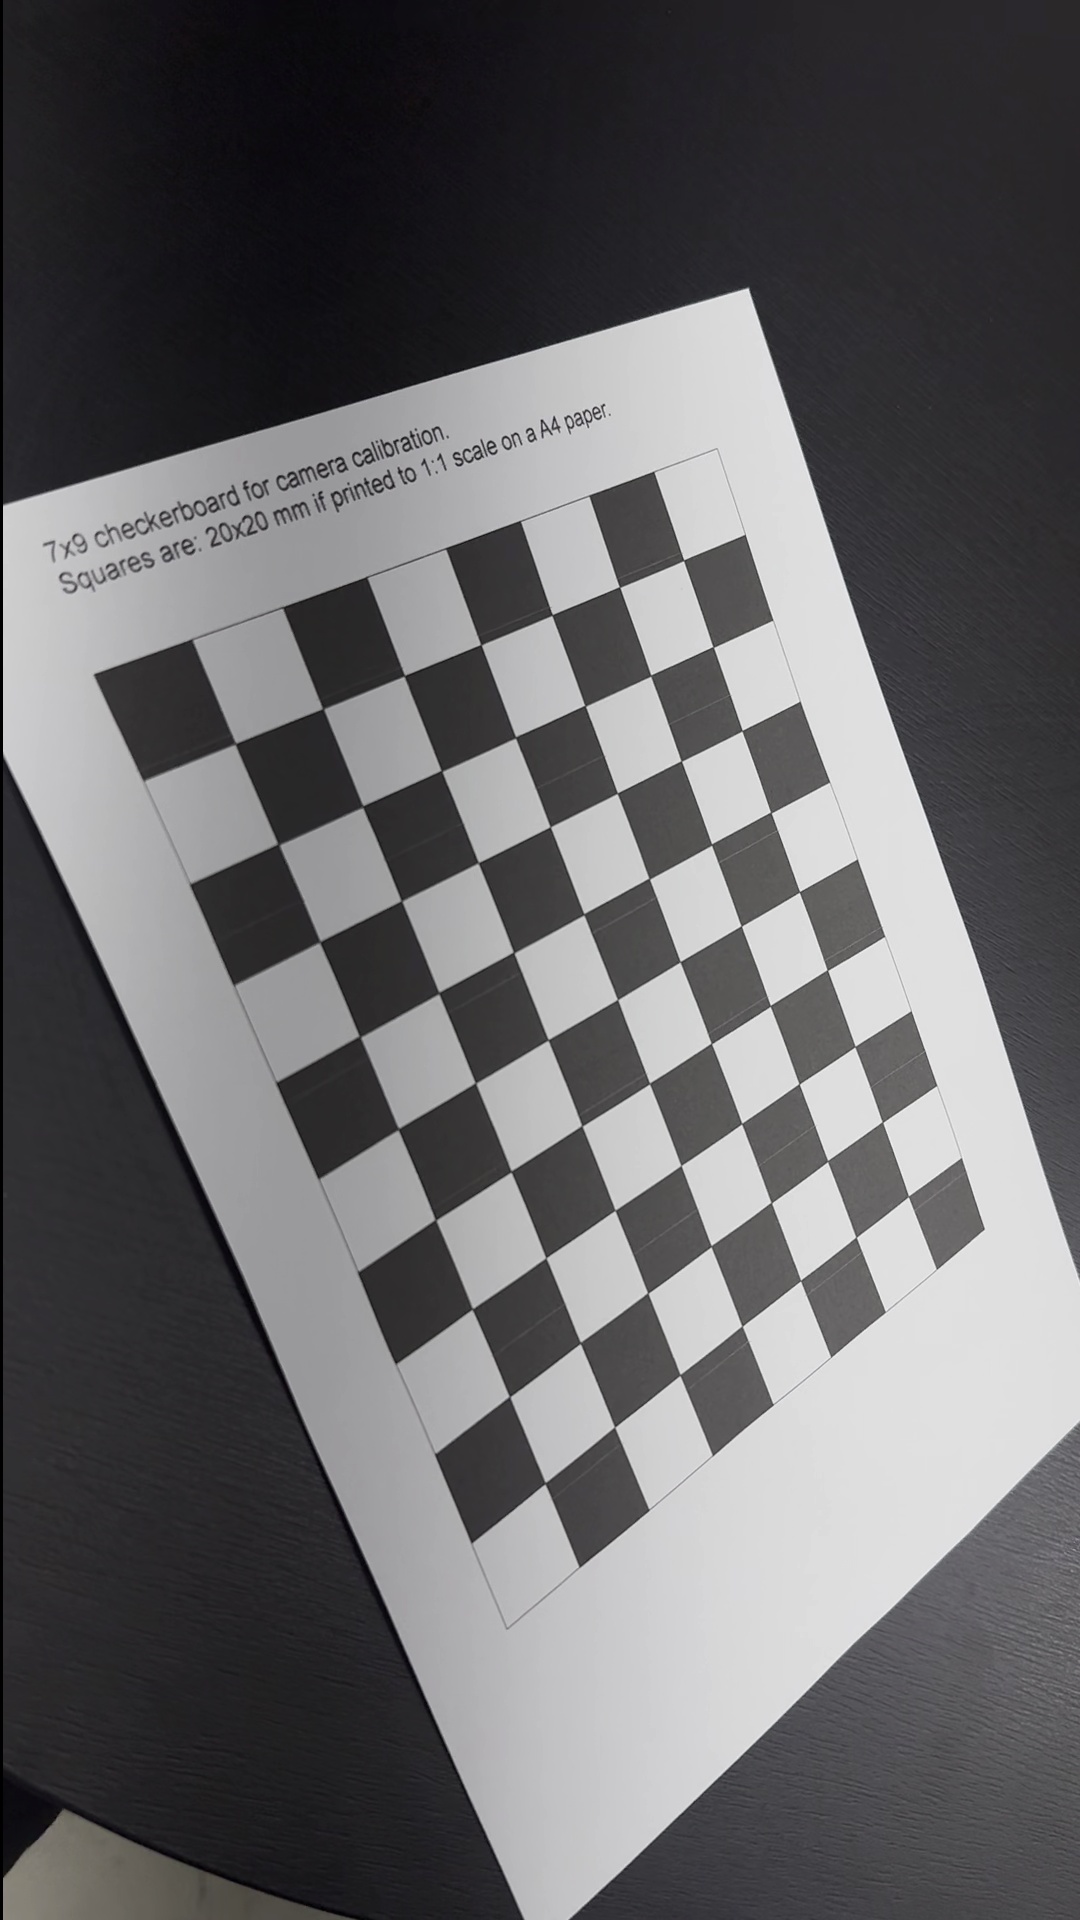 7x9 checkerboard for camera calibration.
Squares are: 20x20 mm if printed to 1:1 scale on a A4 paper.